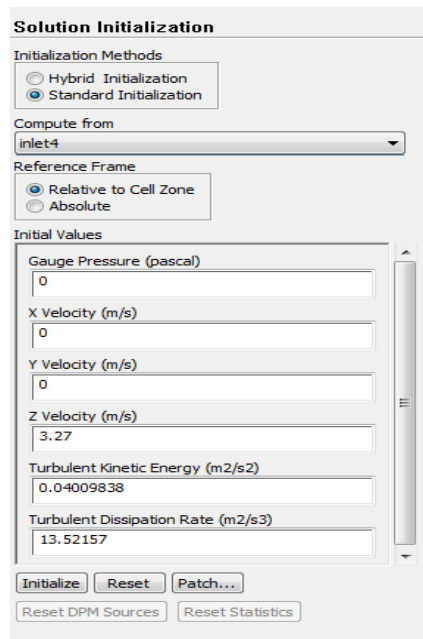 Solution Initialization
Initialization Methods
Hybrid Initialization
Standard Initialization
Compute from
inlet4
Reference Frame
Relative to Cell Zone
Absolute
Initial Values
Gauge Pressure (pascal)
0
X Velocity (m/s)
0
Y Velocity (m/s)
0
Z Velocity (m/s)
3.27
Turbulent Kinetic Energy (m2/s2)
0.04009838
Turbulent Dissipation Rate (m2/s3)
13.52157
Initialize Reset Patch...
Reset DPM Sources Reset Statistics